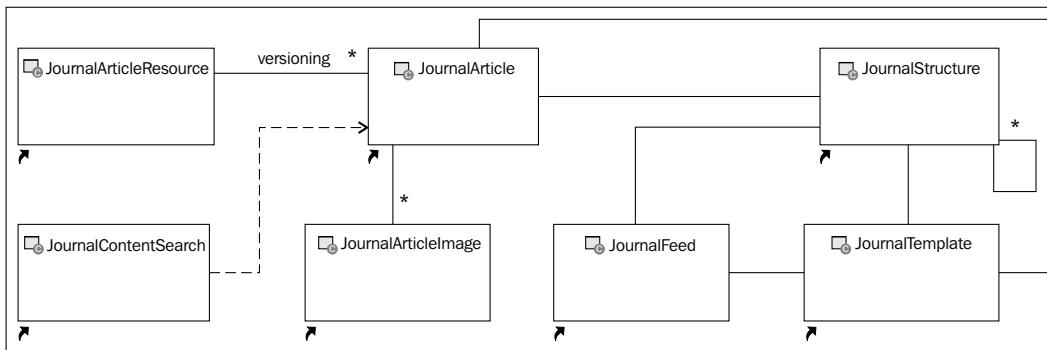 versioning *
JournalArticleResource
JournalArticle
JournalStructure
*
*
JournalContentSearch
JournalArticleImage
JournalFeed
JournalTemplate